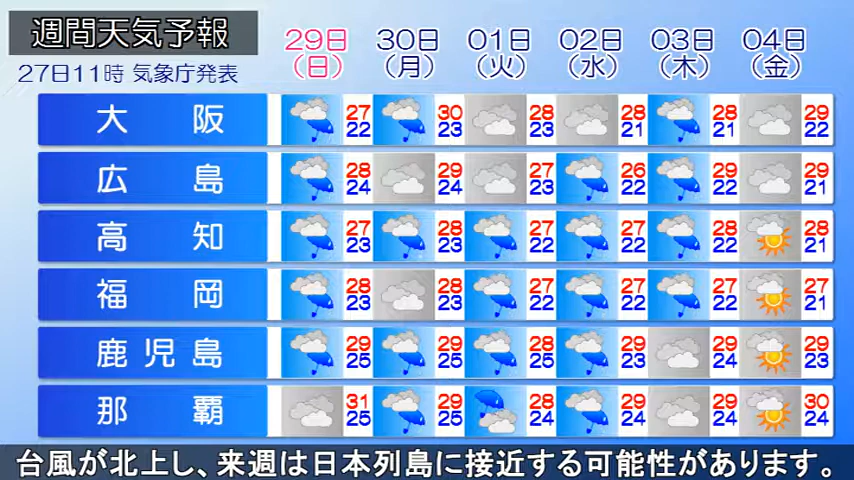 週間天気予報
27日11時 気象庁発表
29日 30日 01日 02日 03日 04日
（日） （月） （火） （水） （木） （金）
大阪 27 22 30 23 28 23 28 21 28 21 29 22
広島 28 24 29 24 27 23 26 22 29 22 29 21
高知 27 23 28 23 27 22 27 22 28 22 28 21
福岡 28 23 28 23 27 22 27 22 27 22 27 21
鹿児島 29 25 29 25 28 25 29 23 29 24 29 23
那覇 31 25 29 25 28 24 29 24 29 24 30 24
台風が北上し、来週は日本列島に接近する可能性があります。